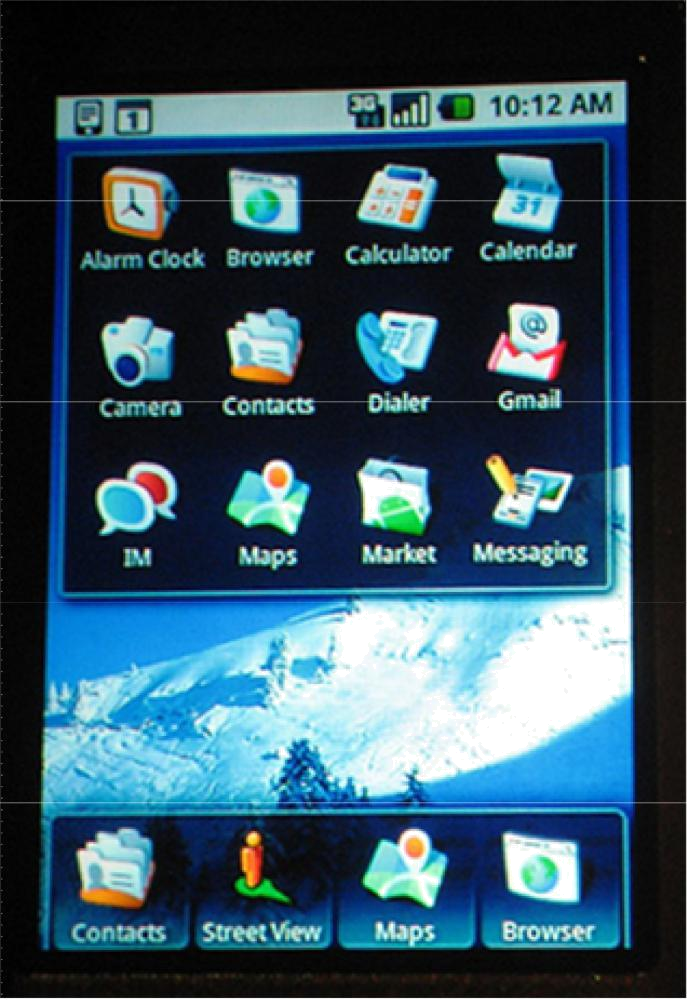 1 3G 10:12 AM
31
Alarm Clock Browser Calculator Calendar
@
Camera Contacts Dialer Gmail
IM Maps Market Messaging
Contacts Street View Maps Browser